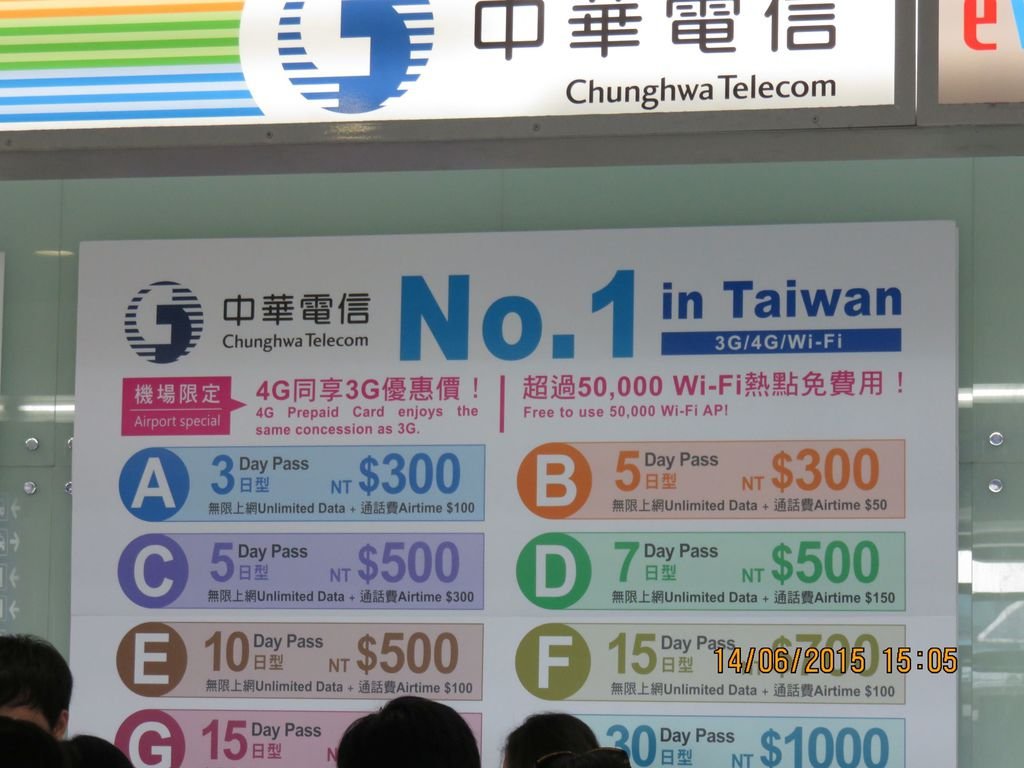 中華電信
Chunghwa Telecom
中華電信
Chunghwa Telecom
No.1
in Taiwan
3G/4G/Wi-Fi
機場限定
Airport special
4G同享3G優惠價！
4G Prepaid Card enjoys the
same concession as 3G.
超過50,000 Wi-Fi熱點免費用！
Free to use 50,000 Wi-Fi AP!
A 3 Day Pass 日型 NT $300
無限上網Unlimited Data + 通話費Airtime $100
B 5 Day Pass 日型 NT $300
無限上網Unlimited Data + 通話費Airtime $50
C 5 Day Pass 日型 NT $500
無限上網Unlimited Data + 通話費Airtime $300
D 7 Day Pass 日型 NT $500
無限上網Unlimited Data + 通話費Airtime $150
E 10 Day Pass 日型 NT $500
無限上網Unlimited Data + 通話費Airtime $100
F 15 Day Pass 日型 $700
無限上網Unlimited Data + 通話費Airtime $100
14/06/2015 15:05
G 15 Day Pass 日型
30 Day Pass 日型 NT $1000